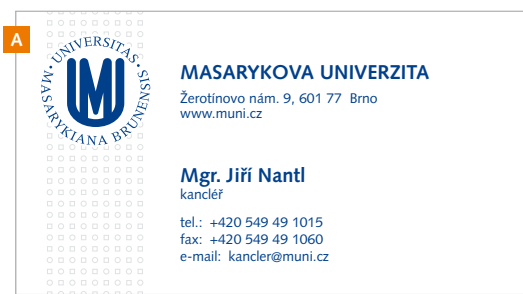 A
UNIVERSITAS · MASARYKIANA BRUNENSIS ·
MU
MASARYKOVA UNIVERZITA
Žerotínovo nám. 9, 601 77 Brno
www.muni.cz
Mgr. Jiří Nantl
kancléř
tel.: +420 549 49 1015
fax: +420 549 49 1060
e-mail: kancler@muni.cz